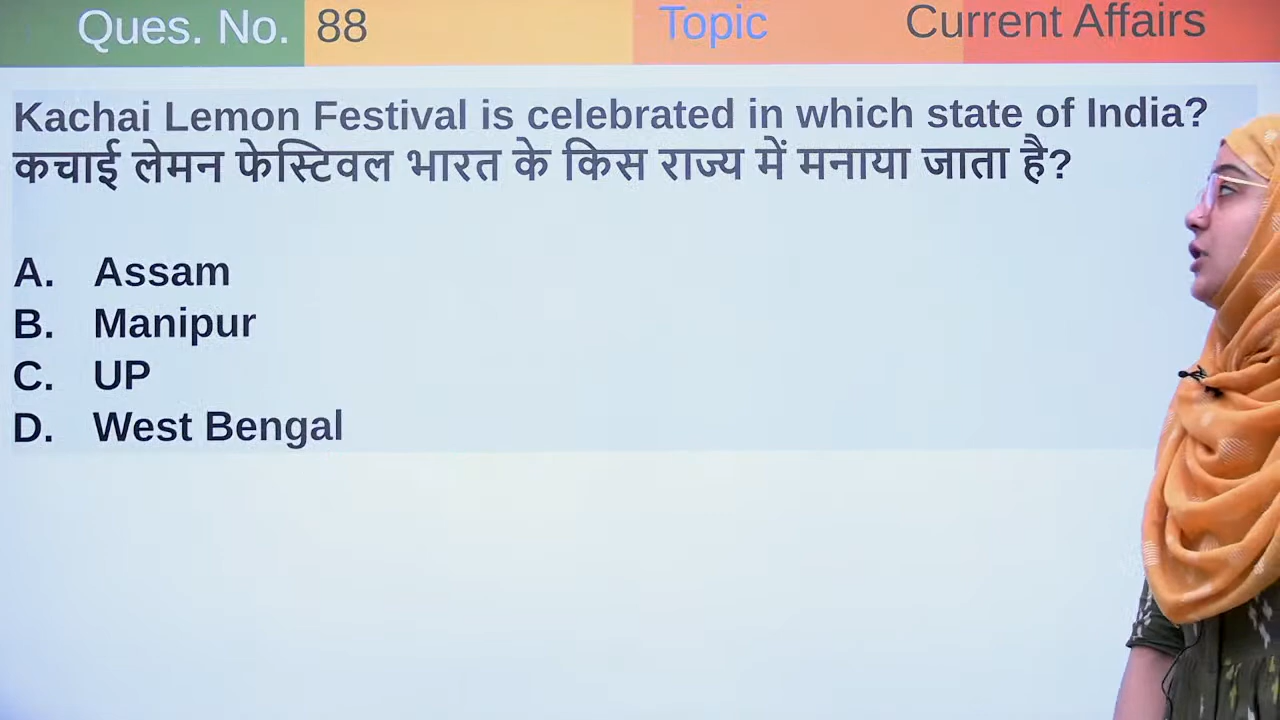 Ques. No. 88 Topic Current Affairs
Kachai Lemon Festival is celebrated in which state of India?
कचाई लेमन फेस्टिवल भारत के किस राज्य में मनाया जाता है?
A. Assam
B. Manipur
C. UP
D. West Bengal